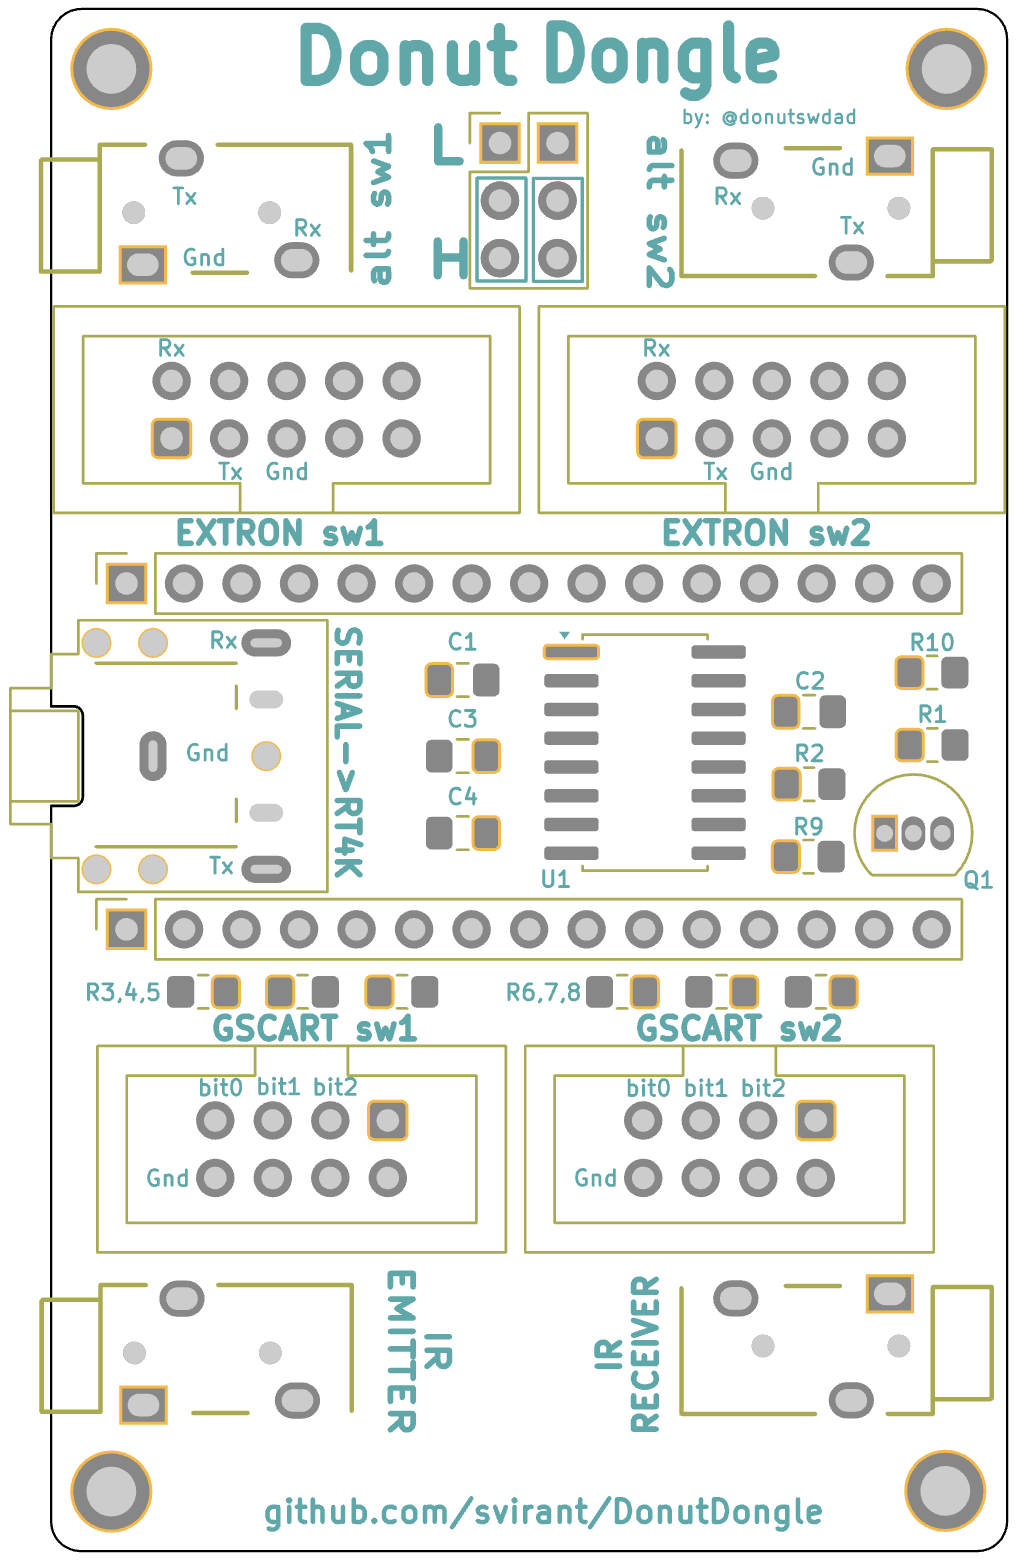 Donut Dongle
by: @donutswdad
L
H
alt sw1
Tx
Rx
Gnd
alt sw2
Gnd
Rx
Tx
Rx
Tx Gnd
EXTRON sw1
Rx
Tx Gnd
EXTRON sw2
Rx
Gnd
Tx
SERIAL->RT4K
C1
C3
C4
U1
C2
R2
R9
R10
R1
Q1
R3,4,5
R6,7,8
GSCART sw1
bit0 bit1 bit2
Gnd
GSCART sw2
bit0 bit1 bit2
Gnd
IR
EMITTER
IR
RECEIVER
github.com/svirant/DonutDongle